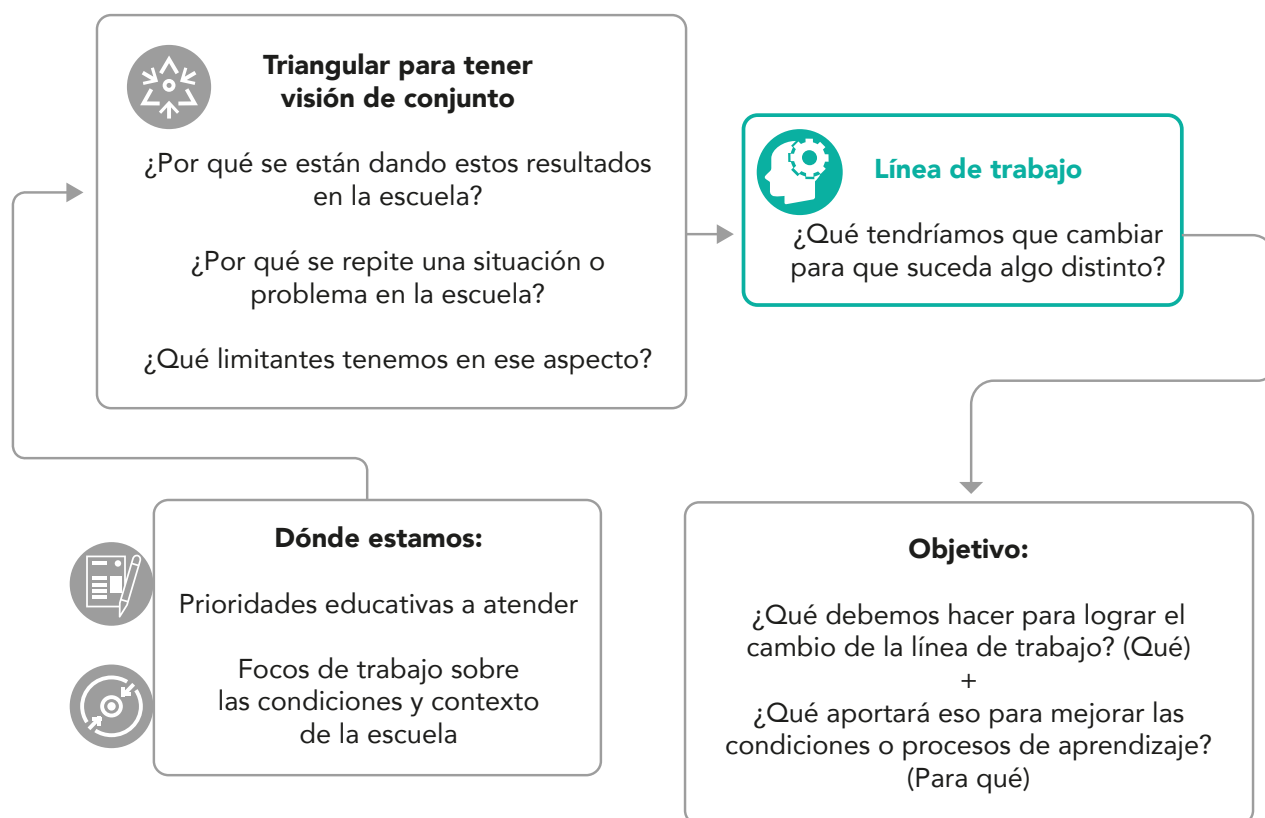 Triangular para tener
visión de conjunto
¿Por qué se están dando estos resultados
en la escuela?
¿Por qué se repite una situación o
problema en la escuela?
¿Qué limitantes tenemos en ese aspecto?
Línea de trabajo
¿Qué tendríamos que cambiar
para que suceda algo distinto?
Dónde estamos:
Prioridades educativas a atender
Focos de trabajo sobre
las condiciones y contexto
de la escuela
Objetivo:
¿Qué debemos hacer para lograr el
cambio de la línea de trabajo? (Qué)
+
¿Qué aportará eso para mejorar las
condiciones o procesos de aprendizaje?
(Para qué)